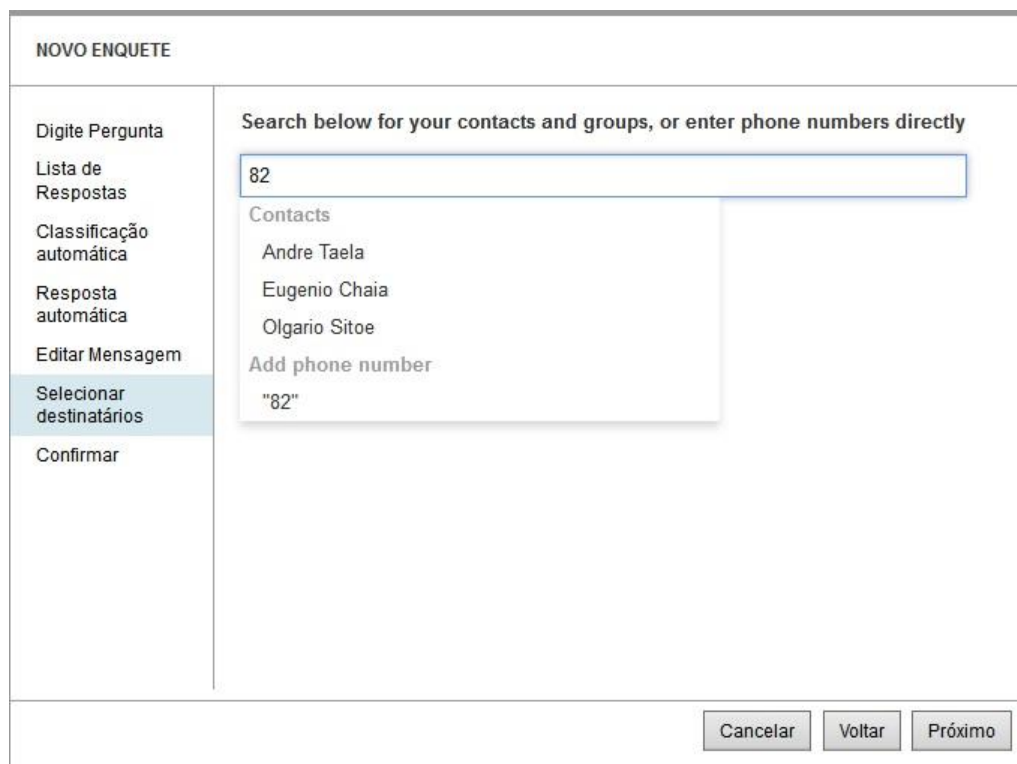 NOVO ENQUETE
Digite Pergunta
Lista de
Respostas
Classificação
automática
Resposta
automática
Editar Mensagem
Selecionar
destinatários
Confirmar
Search below for your contacts and groups, or enter phone numbers directly
82
Contacts
Andre Taela
Eugenio Chaia
Olgario Sitoe
Add phone number
"82"
Cancelar
Voltar
Próximo